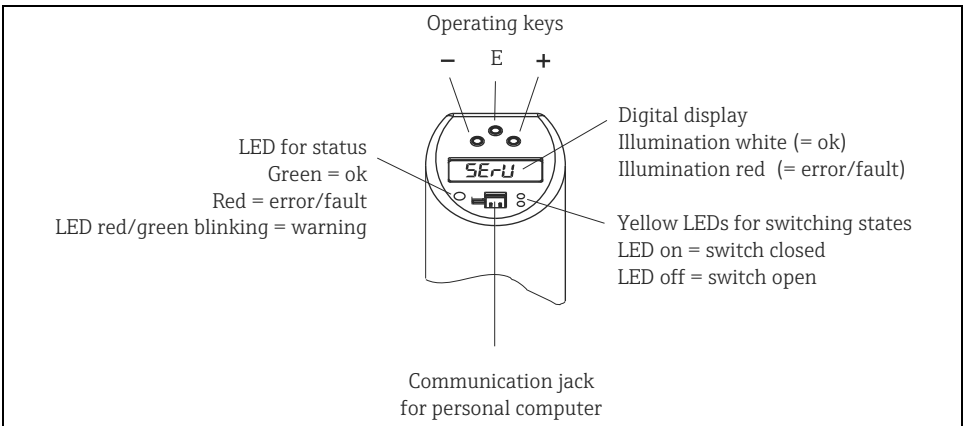 Operating keys
– E +
Digital display
Illumination white (= ok)
Illumination red (= error/fault)
LED for status
Green = ok
Red = error/fault
LED red/green blinking = warning
SErU
Yellow LEDs for switching states
LED on = switch closed
LED off = switch open
Communication jack
for personal computer